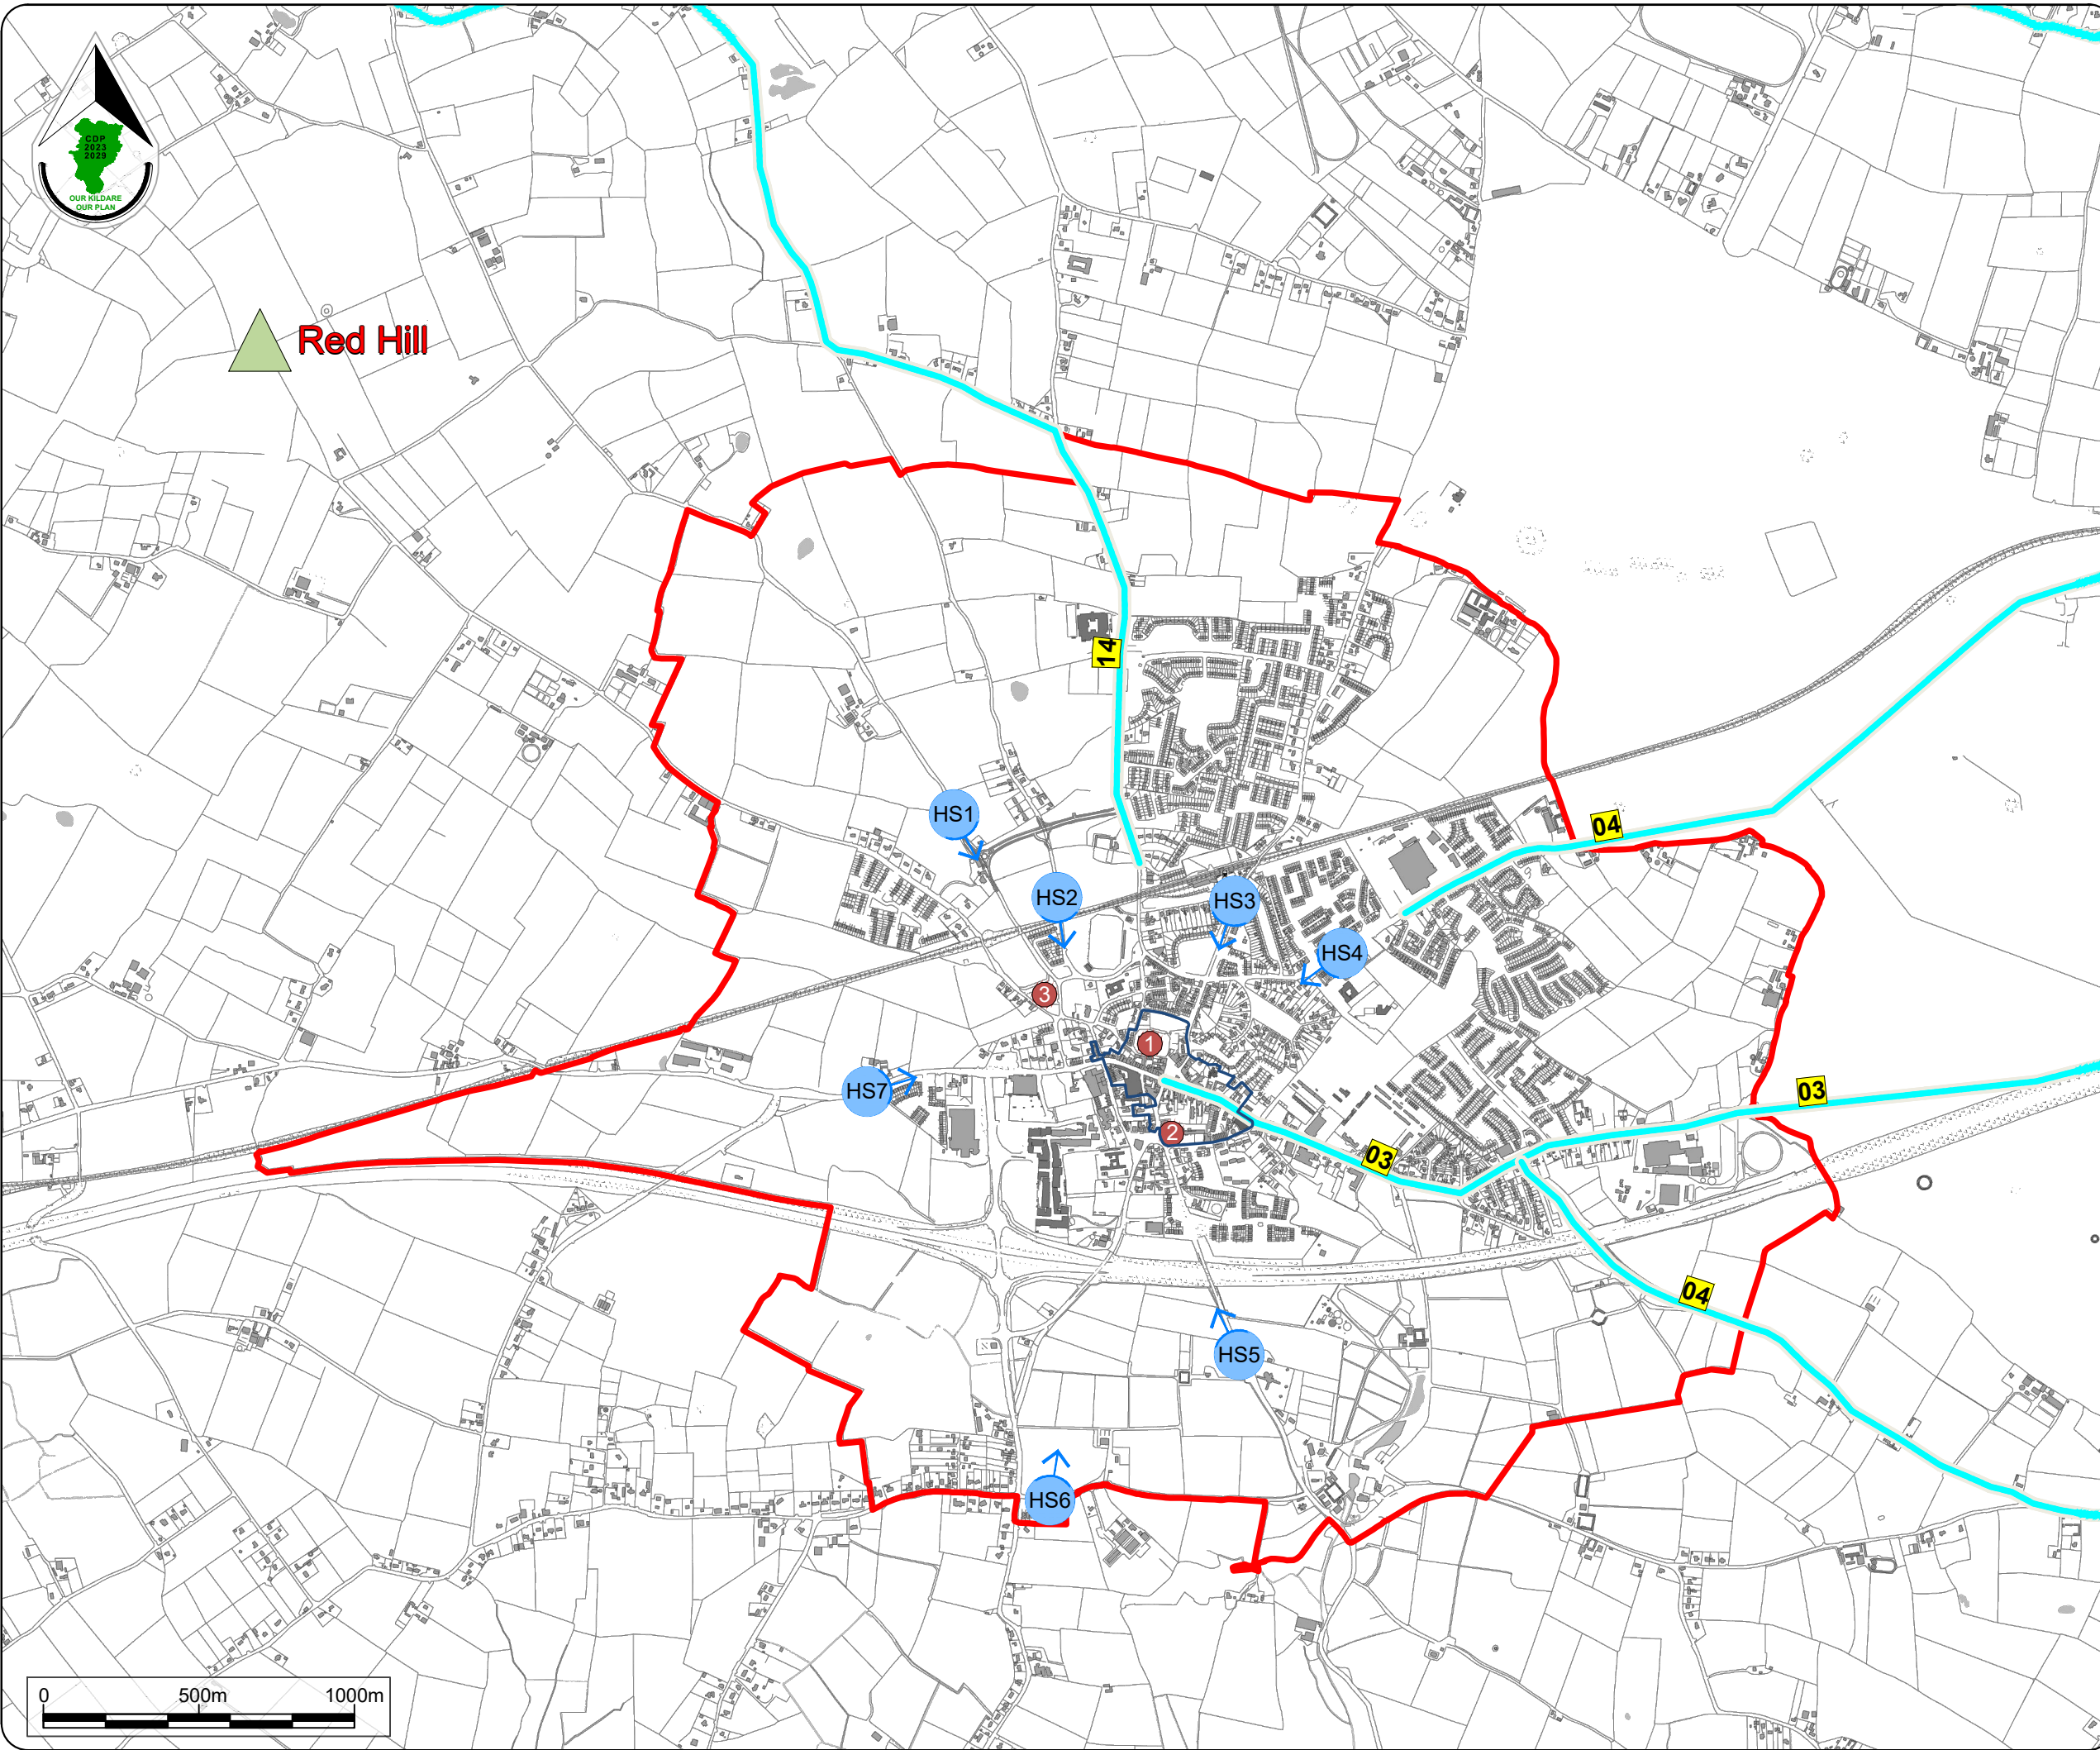 CDP
2023
2029
OUR KILDARE
OUR PLAN
Red Hill
14
HS1
04
HS2
HS3
HS4
3
1
HS7
03
2
03
04
HS5
HS6
0 500m 1000m